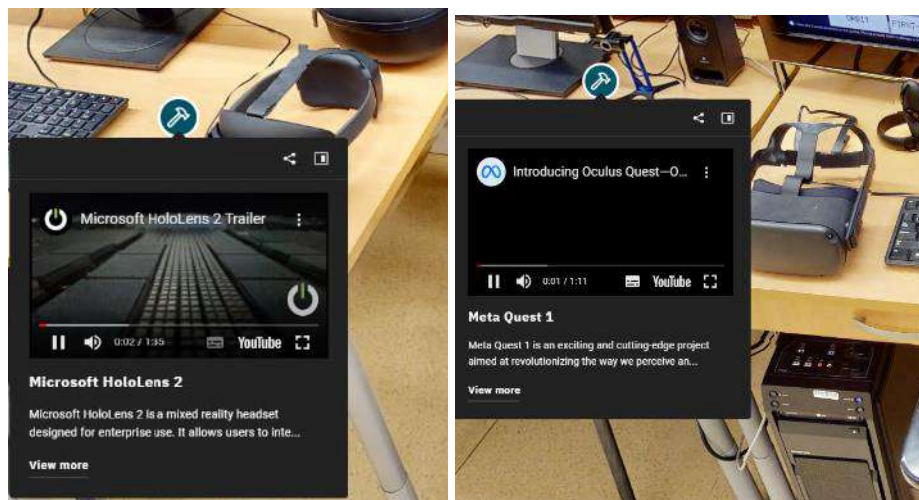 Microsoft HoloLens 2 Trailer
0:02 / 1:35
YouTube
Microsoft HoloLens 2
Microsoft HoloLens 2 is a mixed reality headset
designed for enterprise use. It allows users to inte...
View more
ORBIT
FIRST-
Introducing Oculus Quest—O...
0:01 / 1:11
YouTube
Meta Quest 1
Meta Quest 1 is an exciting and cutting-edge project
aimed at revolutionizing the way we perceive an...
View more